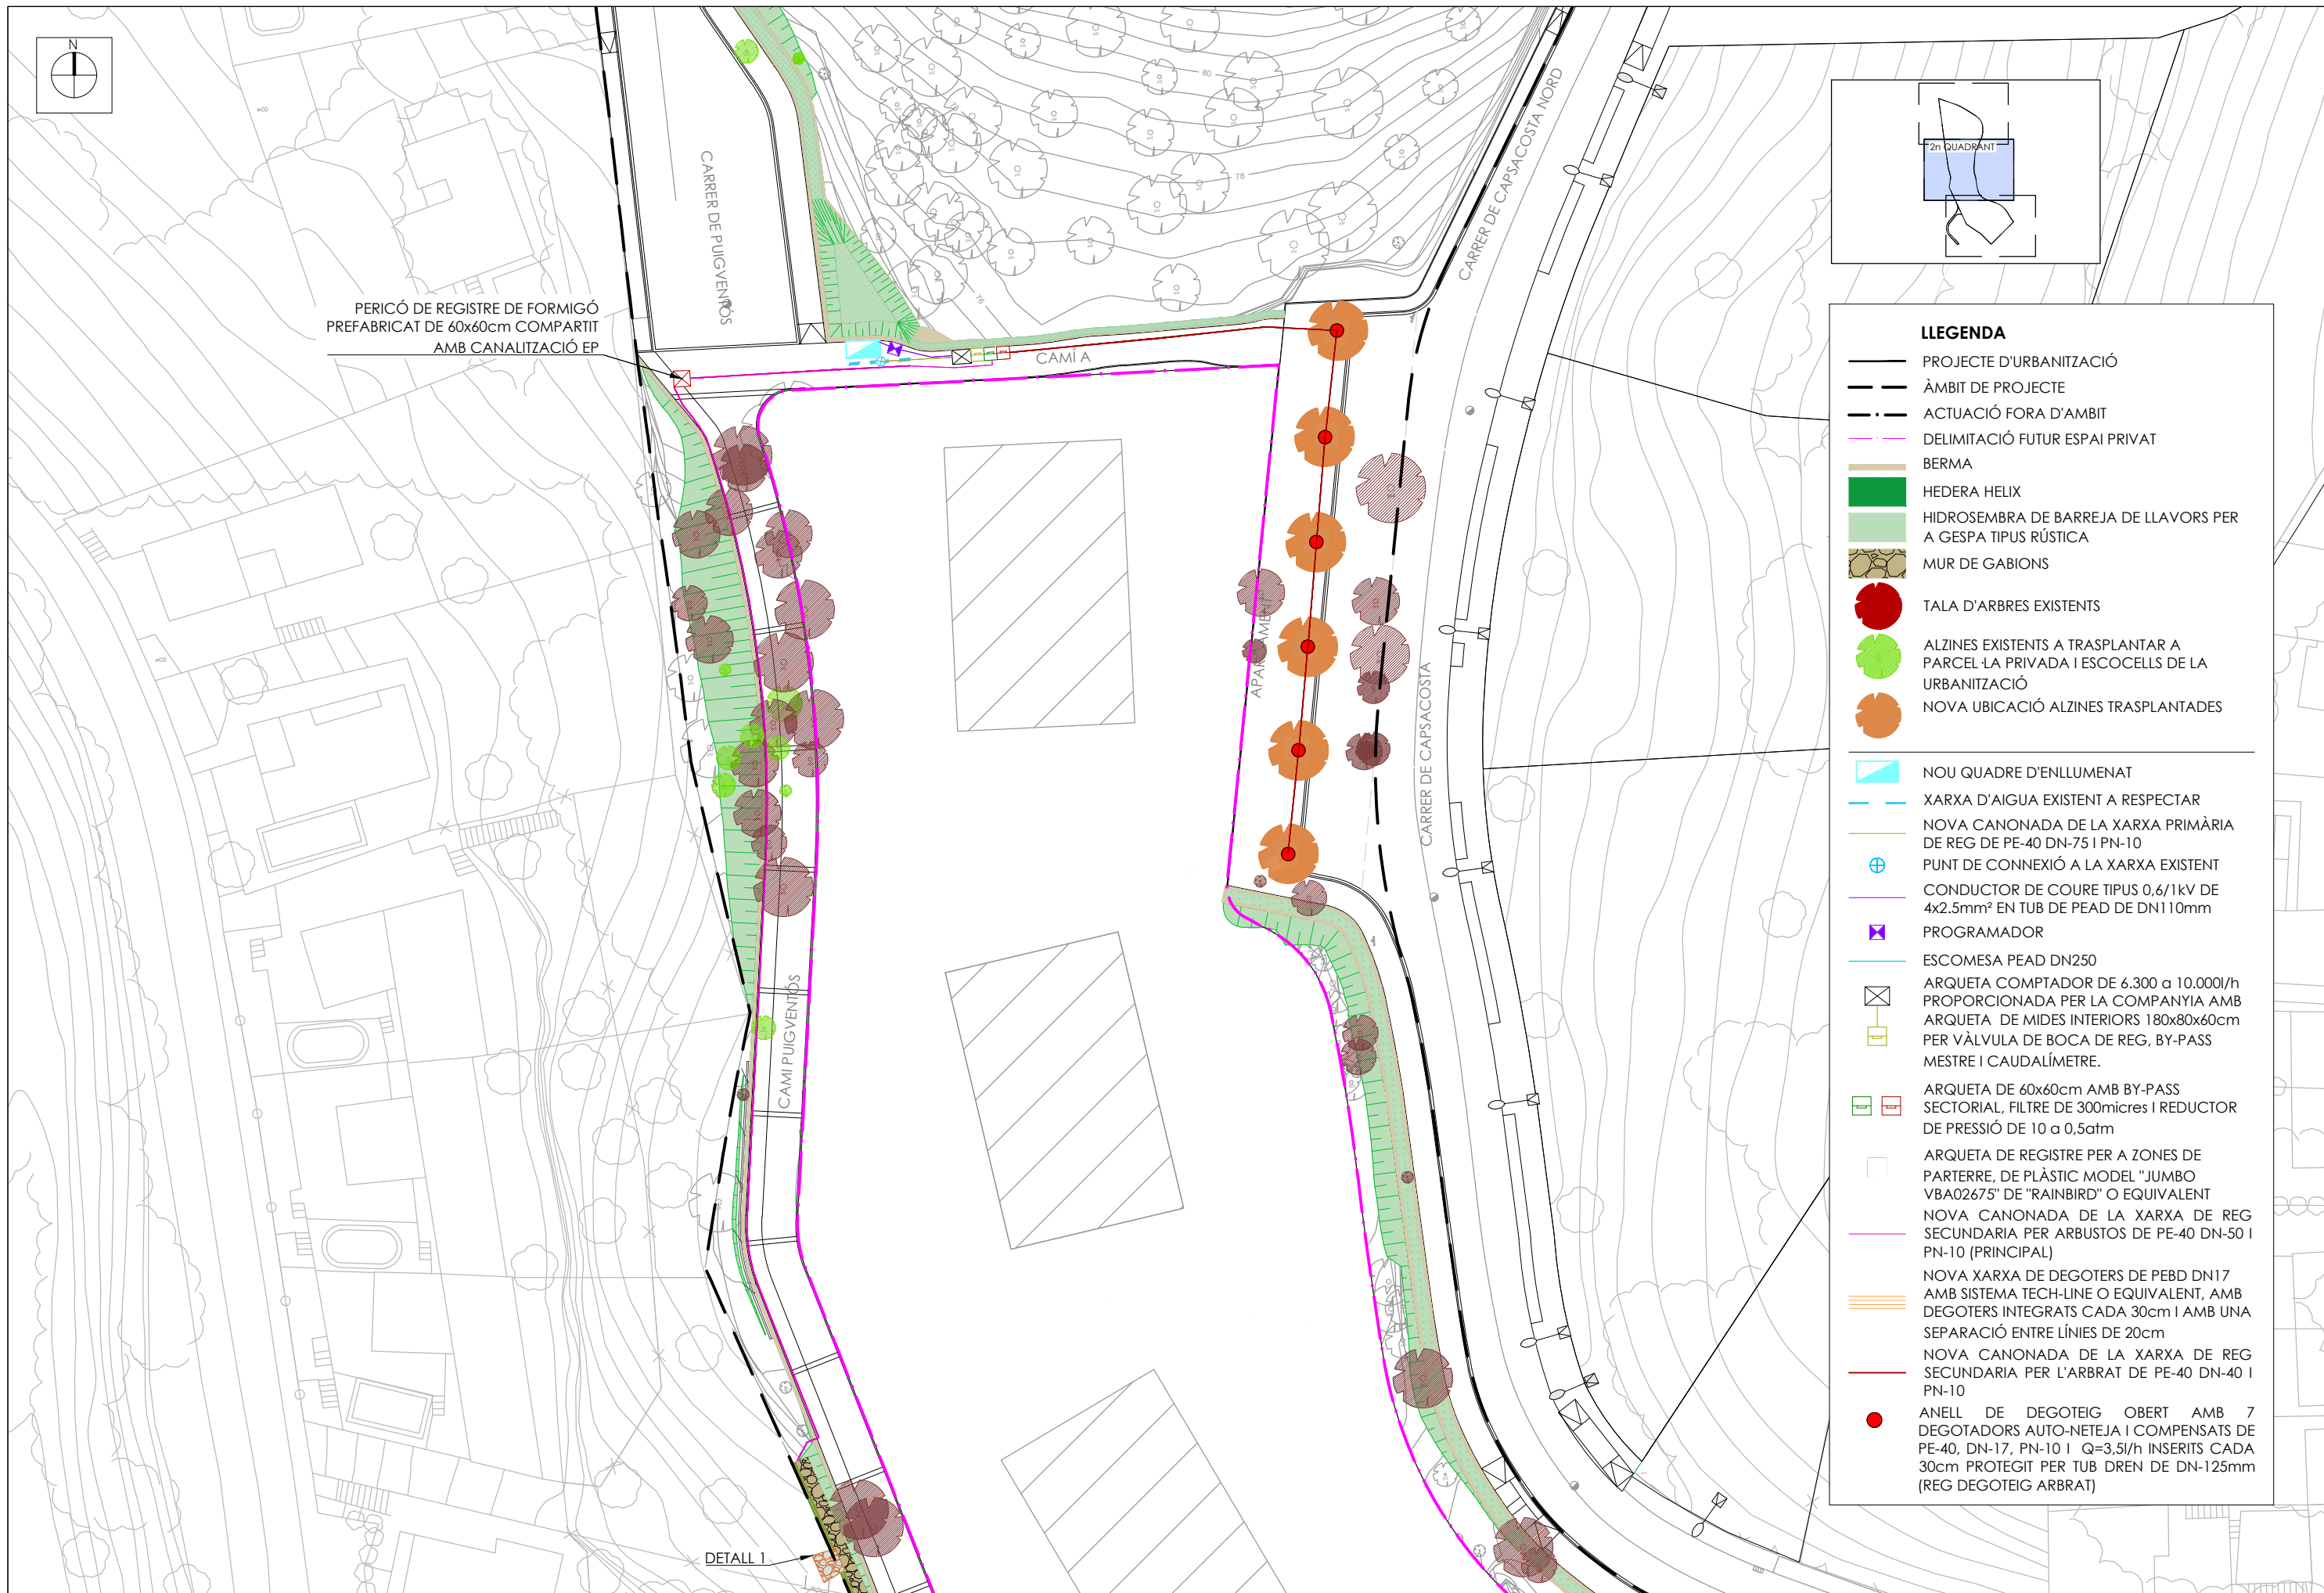 N
CARRER DE PUIGVENTÓS
PERICÓ DE REGISTRE DE FORMIGÓ
PREFABRICAT DE 60x60cm COMPARTIT
AMB CANALITZACIÓ EP
CAMÍ A
80
78
76
CARRER DE CAPSACOSTA NORD
CARRER DE CAPSACOSTA
CAMI PUIGVENTÓS
DETALL 1
2n QUADRANT
LLEGENDA
PROJECTE D'URBANITZACIÓ
ÀMBIT DE PROJECTE
ACTUACIÓ FORA D'AMBIT
DELIMITACIÓ FUTUR ESPAI PRIVAT
BERMA
HEDERA HELIX
HIDROSEMBRA DE BARREJA DE LLAVORS PER
A GESPA TIPUS RÚSTICA
MUR DE GABIONS
TALA D'ARBRES EXISTENTS
ALZINES EXISTENTS A TRASPLANTAR A
PARCEL·LA PRIVADA I ESCOCELLS DE LA
URBANITZACIÓ
NOVA UBICACIÓ ALZINES TRASPLANTADES
NOU QUADRE D'ENLLUMENAT
XARXA D'AIGUA EXISTENT A RESPECTAR
NOVA CANONADA DE LA XARXA PRIMÀRIA
DE REG DE PE-40 DN-75 I PN-10
PUNT DE CONNEXIÓ A LA XARXA EXISTENT
CONDUCTOR DE COURE TIPUS 0,6/1kV DE
4x2.5mm² EN TUB DE PEAD DE DN110mm
PROGRAMADOR
ESCOMESA PEAD DN250
ARQUETA COMPTADOR DE 6.300 a 10.000l/h
PROPORCIONADA PER LA COMPANYIA AMB
ARQUETA DE MIDES INTERIORS 180x80x60cm
PER VÀLVULA DE BOCA DE REG, BY-PASS
MESTRE I CAUDALÍMETRE.
ARQUETA DE 60x60cm AMB BY-PASS
SECTORIAL, FILTRE DE 300micres I REDUCTOR
DE PRESSIÓ DE 10 a 0,5atm
ARQUETA DE REGISTRE PER A ZONES DE
PARTERRE, DE PLÀSTIC MODEL "JUMBO
VBA02675" DE "RAINBIRD" O EQUIVALENT
NOVA CANONADA DE LA XARXA DE REG
SECUNDARIA PER ARBUSTOS DE PE-40 DN-50 I
PN-10 (PRINCIPAL)
NOVA XARXA DE DEGOTERS DE PEBD DN17
AMB SISTEMA TECH-LINE O EQUIVALENT, AMB
DEGOTERS INTEGRATS CADA 30cm I AMB UNA
SEPARACIÓ ENTRE LÍNIES DE 20cm
NOVA CANONADA DE LA XARXA DE REG
SECUNDARIA PER L'ARBRAT DE PE-40 DN-40 I
PN-10
ANELL DE DEGOTEIG OBERT AMB 7
DEGOTADORS AUTO-NETEJA I COMPENSATS DE
PE-40, DN-17, PN-10 I Q=3,5l/h INSERITS CADA
30cm PROTEGIT PER TUB DREN DE DN-125mm
(REG DEGOTEIG ARBRAT)